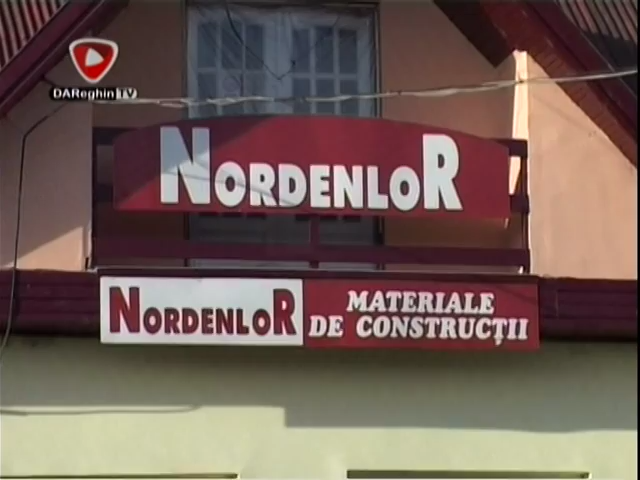 DAReghin TV
NORDENLOR
NORDENLOR
MATERIALE
DE CONSTRUCȚII